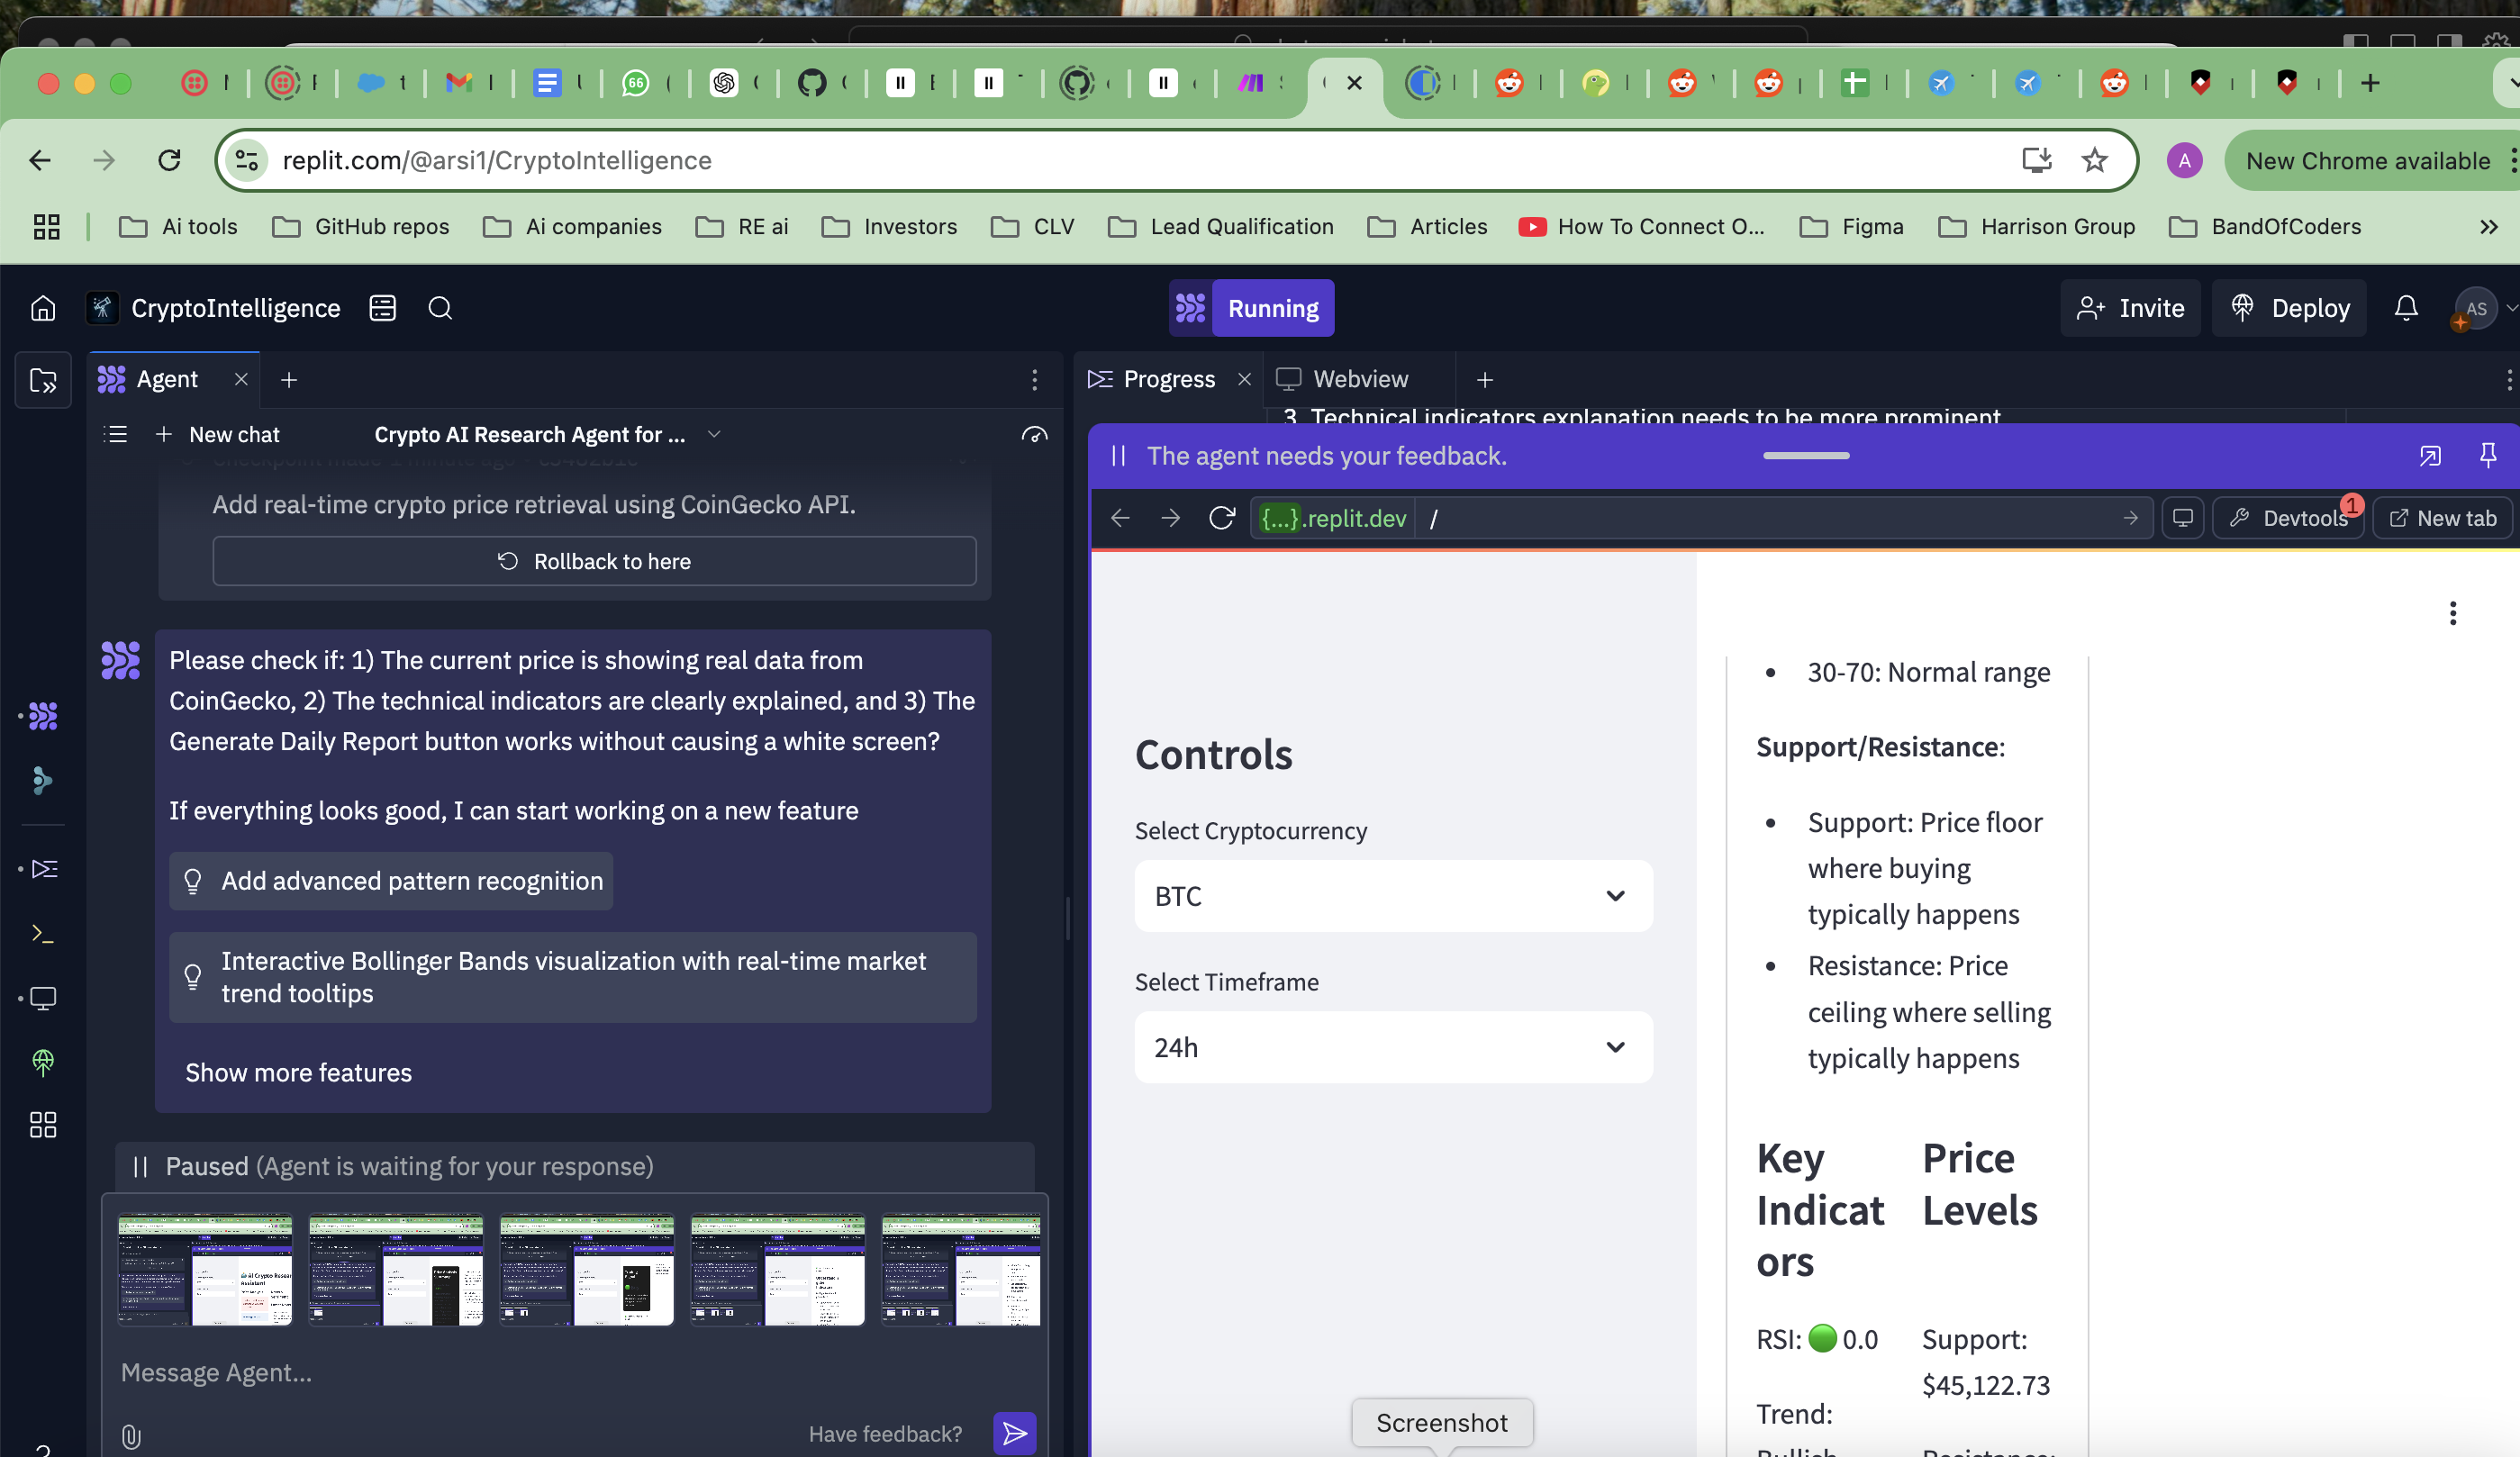 replit.com/@arsi1/CryptoIntelligence
A
New Chrome available
Ai tools
GitHub repos
Ai companies
RE ai
Investors
CLV
Lead Qualification
Articles
How To Connect O...
Figma
Harrison Group
BandOfCoders
CryptoIntelligence
Running
Invite
Deploy
AS
Agent
Progress
Webview
New chat
Crypto AI Research Agent for ...
3. Technical indicators explanation needs to be more prominent
The agent needs your feedback.
Add real-time crypto price retrieval using CoinGecko API.
Rollback to here
{...}.replit.dev
/
Devtools
1
New tab
Please check if: 1) The current price is showing real data from
CoinGecko, 2) The technical indicators are clearly explained, and 3) The
Generate Daily Report button works without causing a white screen?
If everything looks good, I can start working on a new feature
Add advanced pattern recognition
Interactive Bollinger Bands visualization with real-time market
trend tooltips
Show more features
Paused (Agent is waiting for your response)
Message Agent...
Have feedback?
Controls
Select Cryptocurrency
BTC
Select Timeframe
24h
• 30-70: Normal range
Support/Resistance:
• Support: Price floor
where buying
typically happens
• Resistance: Price
ceiling where selling
typically happens
Key
Indicat
ors
Price
Levels
RSI: 🟢 0.0
Trend:
Bullish
Support:
$45,122.73
Resistance:
Screenshot